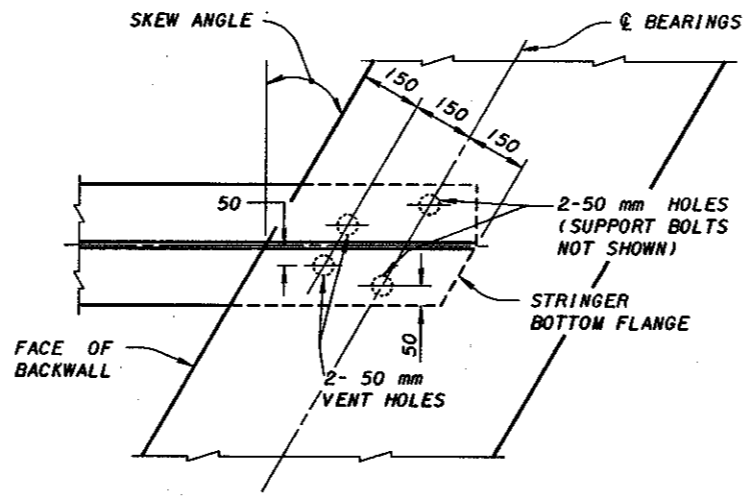 SKEW ANGLE
℄ BEARINGS
150
150
150
50
2-50 mm HOLES
(SUPPORT BOLTS
NOT SHOWN)
STRINGER
BOTTOM FLANGE
50
FACE OF
BACKWALL
2- 50 mm
VENT HOLES